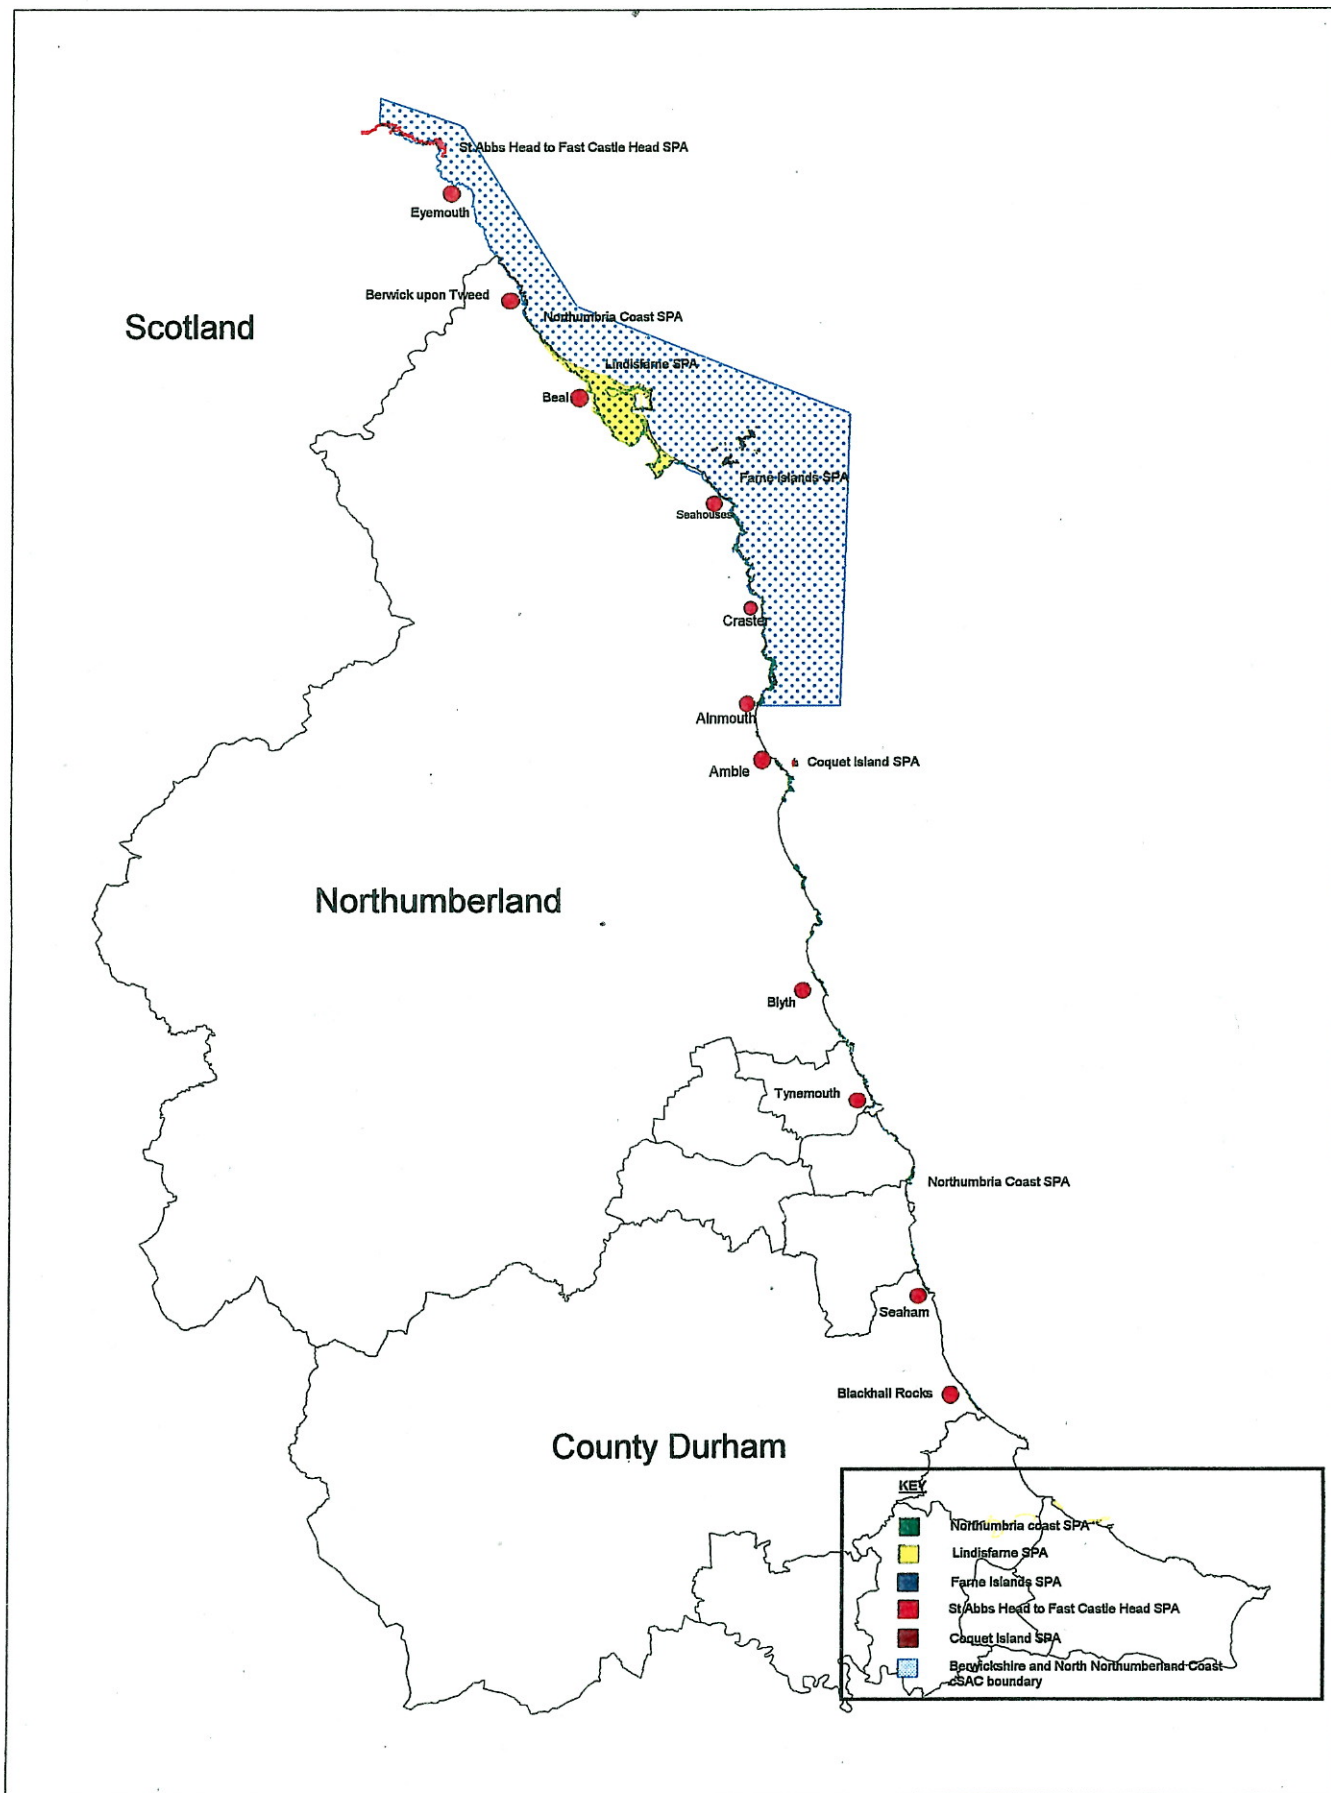 St Abbs Head to Fast Castle Head SPA
Eyemouth
Berwick upon Tweed
Scotland
Northumbria Coast SPA
Lindisfarne SPA
Beal
Farne Islands SPA
Seahouses
Craster
Alnmouth
Coquet Island SPA
Amble
Northumberland
Blyth
Tynemouth
Northumbria Coast SPA
Seaham
Blackhall Rocks
County Durham
KEY
Northumbria coast SPA
Lindisfarne SPA
Farne Islands SPA
St Abbs Head to Fast Castle Head SPA
Coquet Island SPA
Berwickshire and North Northumberland Coast
cSAC boundary